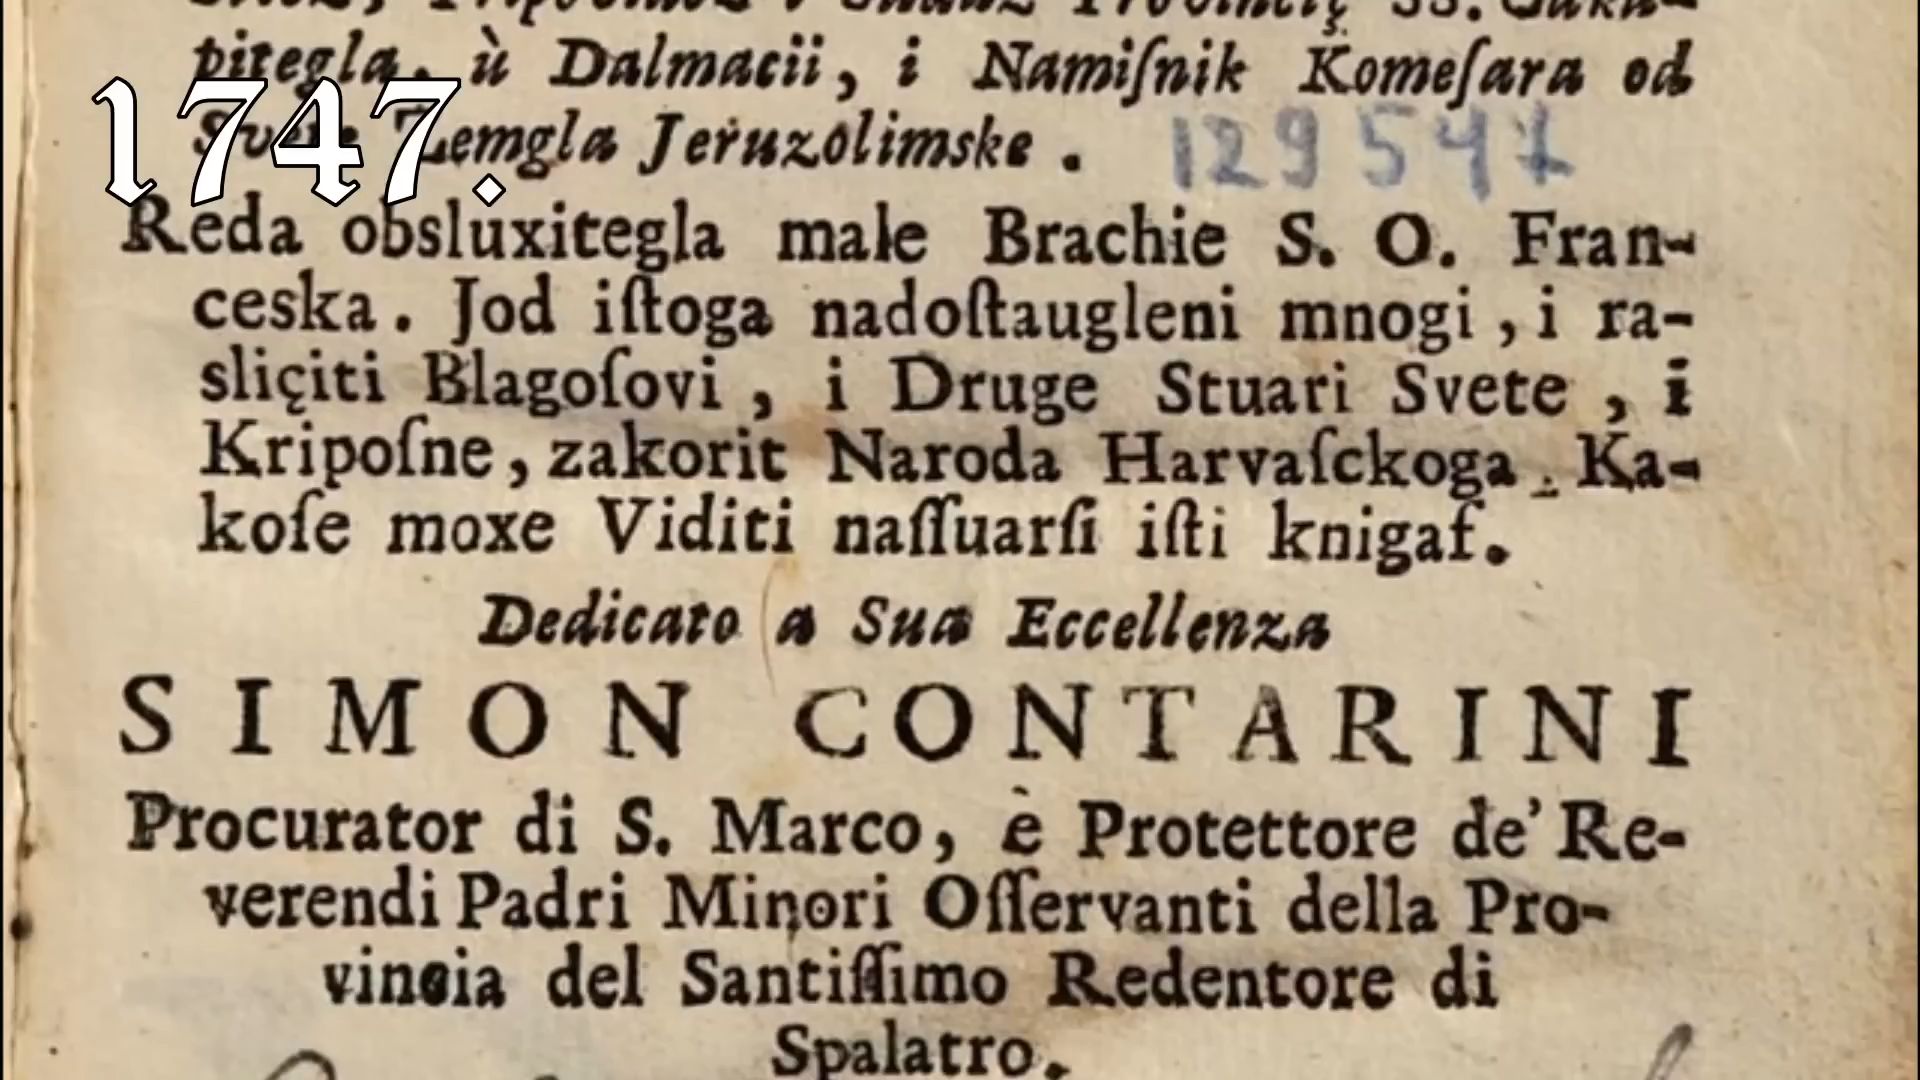 1747.
pitegla, ù Dalmacii, i Namiſnik Komeſara od
Zemgla Jeruzolimske.
129541
Reda obsluxitegla male Brachie S. O. Fran-
ceska. Jod iſtoga nadoſtaugleni mnogi, i ra-
sliçiti Blagoſovi, i Druge Stuari Svete, i
Kripoſne, zakorit Naroda Harvaſckoga. Ka-
koſe moxe Viditi naſſuarſi iſti knigaf.
Dedicato a Sua Eccellenza
SIMON CONTARINI
Procurator di S. Marco, è Protettore de' Re-
verendi Padri Minori Oſſervanti della Pro-
vincia del Santiſſimo Redentore di
Spalatro.